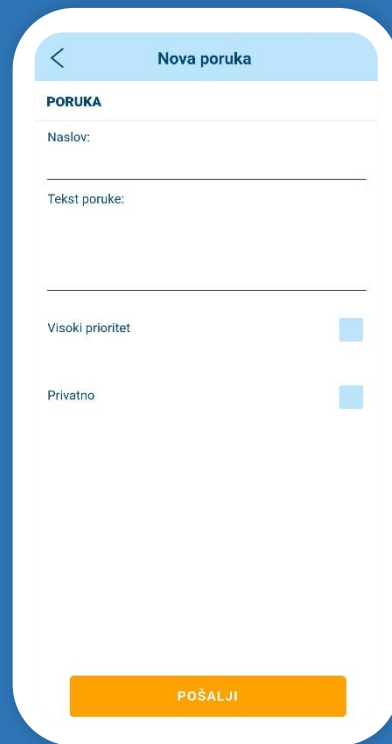 Nova poruka
PORUKA
Naslov:
Tekst poruke:
Visoki prioritet
Privatno
POŠALJI